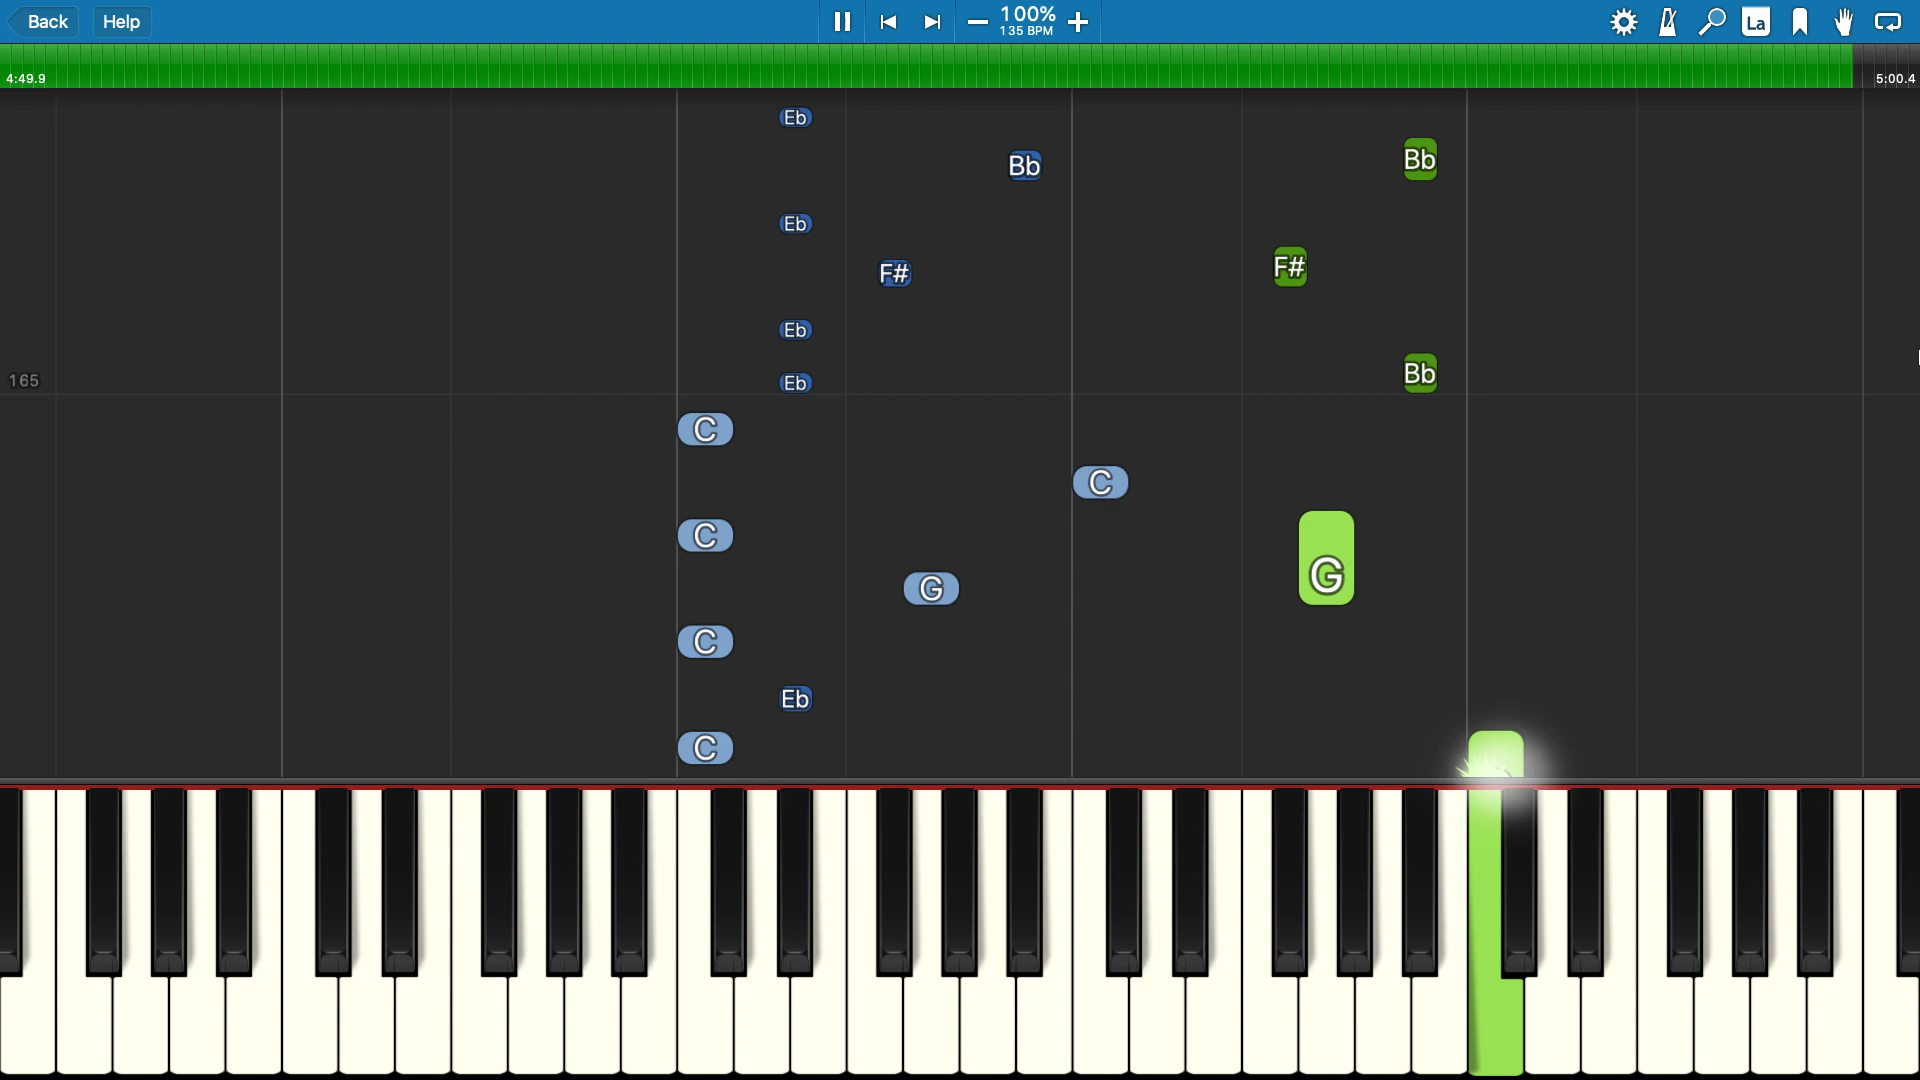 Back Help 100% La
135 BPM
4:49.9 5:00.4
Eb
Bb Bb
Eb
F# F#
Eb
165 Eb Bb
C
C
C
G G
C
Eb
C